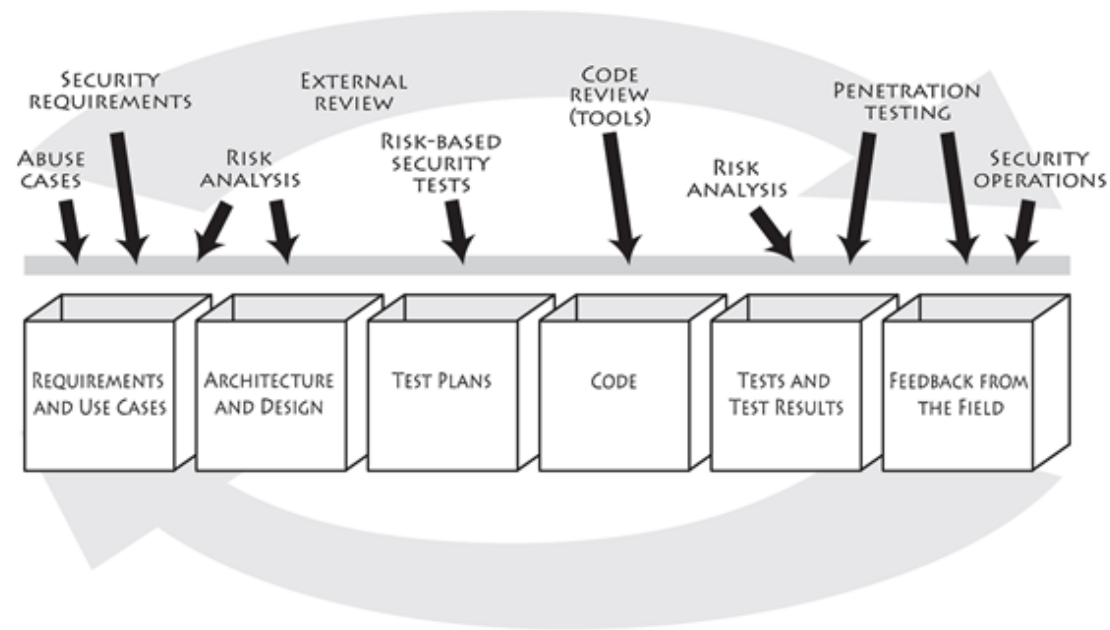 SECURITY
REQUIREMENTS
EXTERNAL
REVIEW
CODE
REVIEW
(TOOLS)
PENETRATION
TESTING
ABUSE
CASES
RISK
ANALYSIS
RISK-BASED
SECURITY
TESTS
RISK
ANALYSIS
SECURITY
OPERATIONS
REQUIREMENTS
AND USE CASES
ARCHITECTURE
AND DESIGN
TEST PLANS
CODE
TESTS AND
TEST RESULTS
FEEDBACK FROM
THE FIELD